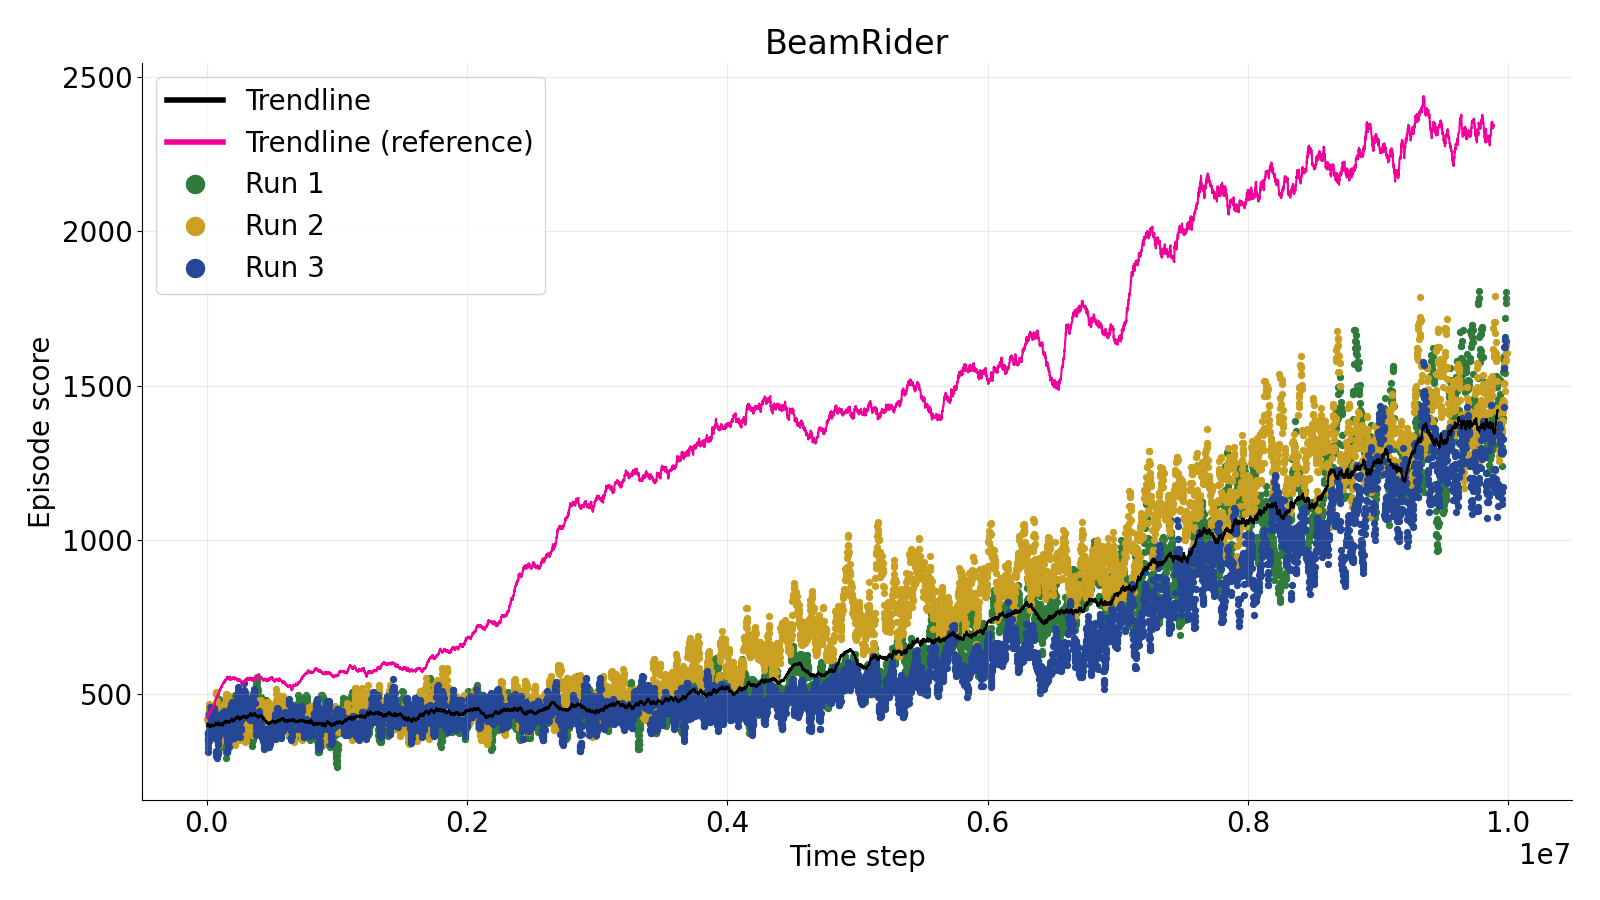 BeamRider
2500
2000
1500
1000
500
Episode score
Trendline
Trendline (reference)
Run 1
Run 2
Run 3
0.0 0.2 0.4 0.6 0.8 1.0
1e7
Time step